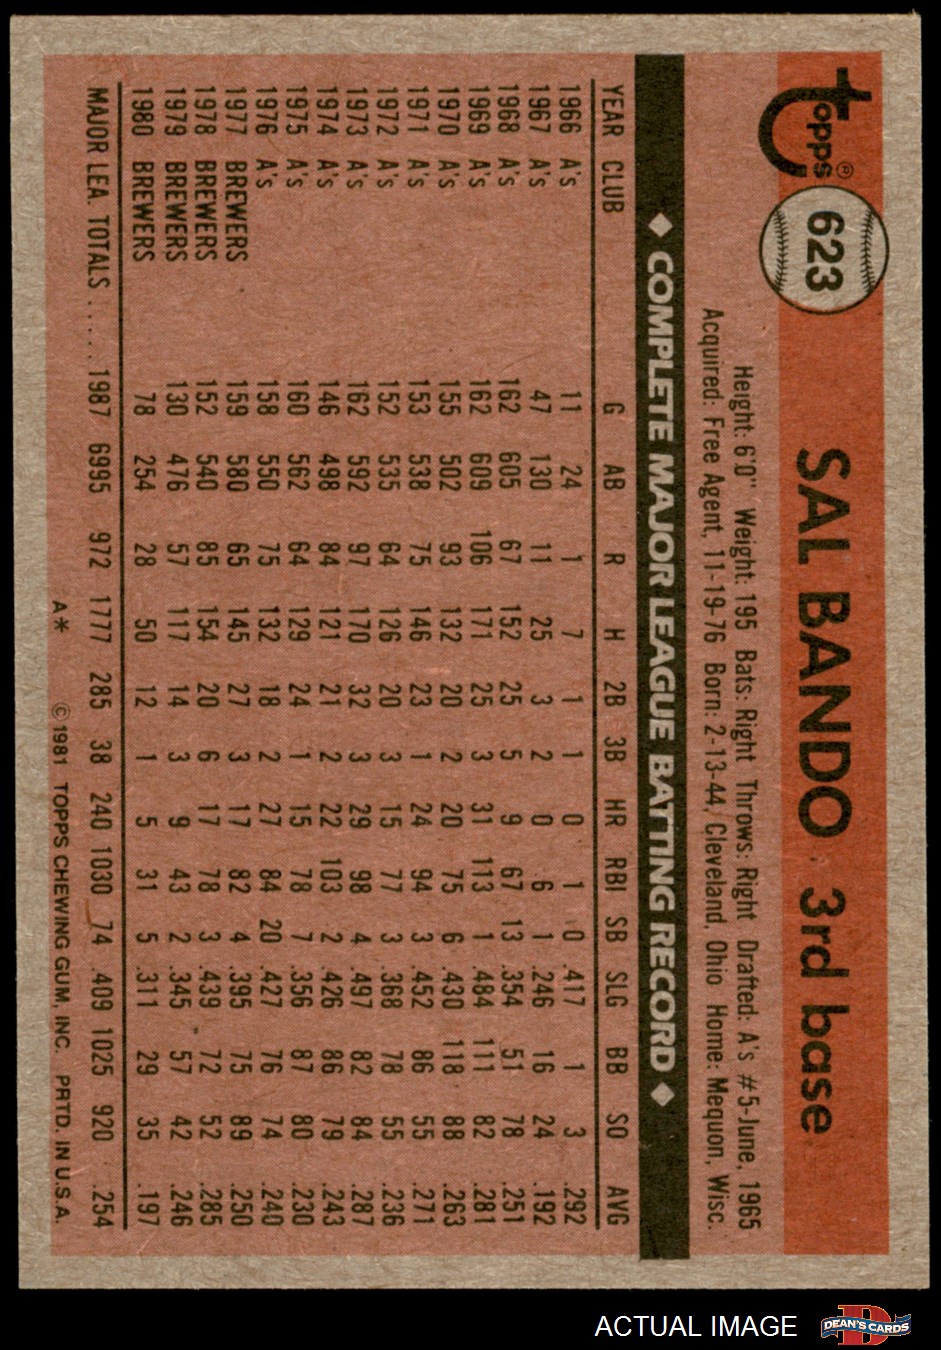 topps®
623
SAL BANDO 3rd base
Height: 6'0" Weight: 195 Bats: Right Throws: Right Drafted: A's #5-June, 1965
Acquired: Free Agent, 11-19-76 Born: 2-13-44, Cleveland, Ohio Home: Mequon, Wisc.
◆ COMPLETE MAJOR LEAGUE BATTING RECORD ◆
YEAR CLUB G AB R H 2B 3B HR RBI SB SLG BB SO AVG
1966 A's 11 24 1 7 1 1 0 1 0 .417 1 3 .292
1967 A's 47 130 11 25 3 2 0 6 1 .246 16 24 .192
1968 A's 162 605 67 152 25 5 9 67 13 .354 51 78 .251
1969 A's 162 609 106 171 25 3 31 113 1 .484 111 82 .281
1970 A's 155 502 93 132 20 2 20 75 6 .430 118 88 .263
1971 A's 153 538 75 146 23 1 24 94 3 .452 86 55 .271
1972 A's 152 535 64 126 20 3 15 77 3 .368 78 55 .236
1973 A's 162 592 97 170 32 3 29 98 4 .497 82 84 .287
1974 A's 146 498 84 121 21 2 22 103 2 .426 86 79 .243
1975 A's 160 562 64 129 24 1 15 78 7 .356 87 80 .230
1976 A's 158 550 75 132 18 2 27 84 20 .427 76 74 .240
1977 BREWERS 159 580 65 145 27 3 17 82 4 .395 75 89 .250
1978 BREWERS 152 540 85 154 20 6 17 78 3 .439 72 52 .285
1979 BREWERS 130 476 57 117 14 3 9 43 2 .345 57 42 .246
1980 BREWERS 78 254 28 50 12 1 5 31 5 .311 29 35 .197
MAJOR LEA. TOTALS ..... 1987 6995 972 1777 285 38 240 1030 74 .409 1025 920 .254
A* © 1981 TOPPS CHEWING GUM, INC. PRTD. IN U.S.A.
ACTUAL IMAGE
D
DEAN'S CARDS